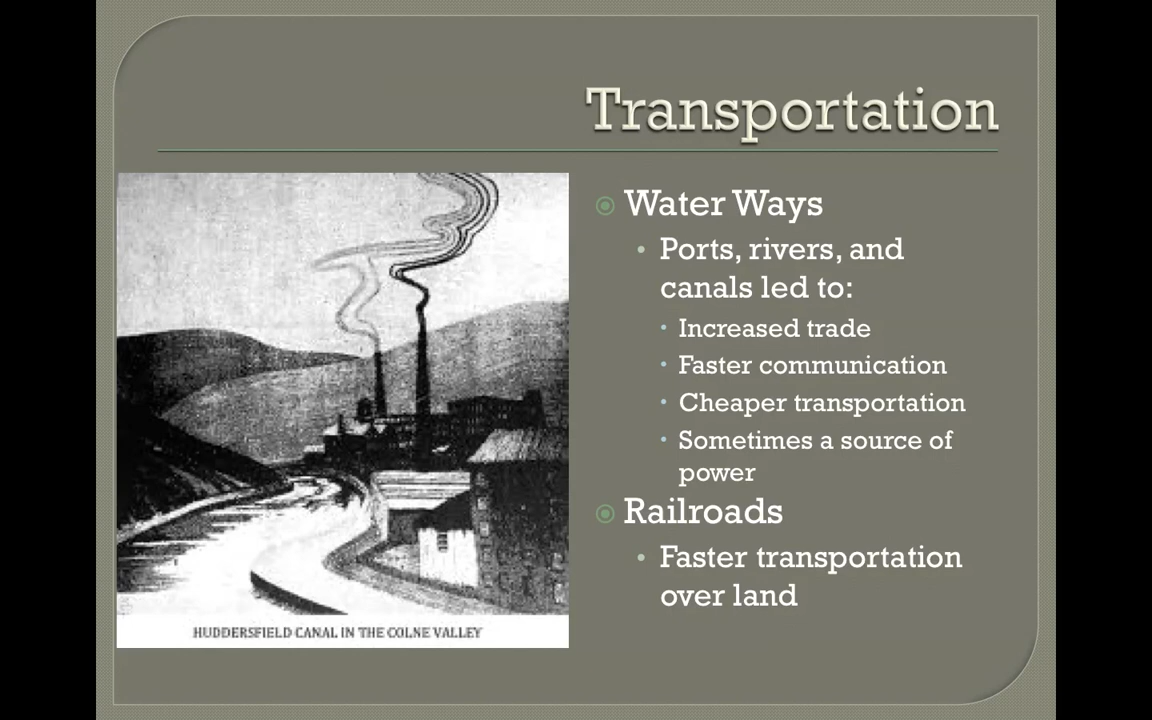 Transportation
Water Ways
Ports, rivers, and
canals led to:
Increased trade
Faster communication
Cheaper transportation
Sometimes a source of
power
Railroads
Faster transportation
over land
HUDDERSFIELD CANAL IN THE COLNE VALLEY